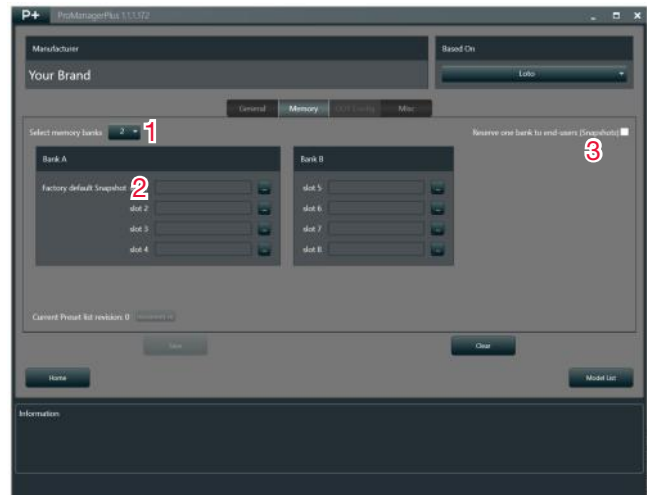 P+ ProManagerPlus 1.1.1.372
Manufacturer
Your Brand
Based On
Loto
General Memory Misc
Select memory banks 2 1
Reserve one bank to end-users (Snapshots)
3
Bank A
Factory default Snapshot 2
slot 2
slot 3
slot 4
Bank B
slot 5
slot 6
slot 7
slot 8
Current Preset list revision: 0
Save
Clear
Home
Model List
Information